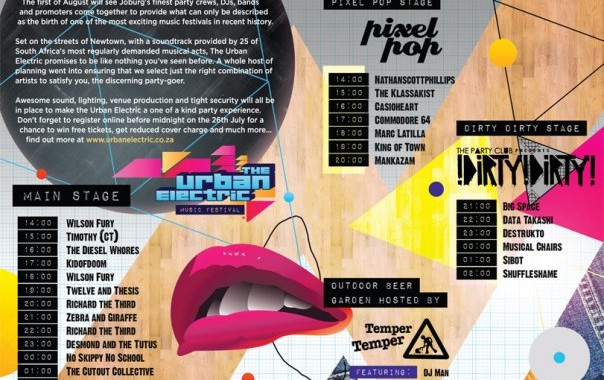 The first of August will see Joburg's finest party crews, DJs, bands
and promoters come together to provide what can only be described
as the birth of one of the most exciting music festivals in recent history.
Set on the streets of Newtown, with a soundtrack provided by 25 of
South Africa's most regularly demanded musical acts, The Urban
Electric promises to be like nothing you've seen before. A whole host of
planning went into ensuring that we select just the right combination of
artists to satisfy you, the discerning party-goer.
Awesome sound, lighting, venue production and tight security will all be
in place to make the Urban Electric a one of a kind party experience.
Don't forget to register online before midnight on the 26th July for a
chance to win free tickets, get reduced cover charge and much more...
find out more at www.urbanelectric.co.za
THE
urban
ELECTRIC
MUSIC FESTIVAL
MAIN STAGE
14:00 WILSON FURY
15:00 TIMOTHY (CT)
16:00 THE DIESEL WHORES
17:00 KIDOFDOOM
18:00 WILSON FURY
19:00 TWELVE AND THESIS
20:00 RICHARD THE THIRD
21:00 ZEBRA AND GIRAFFE
22:00 RICHARD THE THIRD
23:00 DESMOND AND THE TUTUS
00:00 NO SKIPPY NO SCHOOL
01:00 THE CUTOUT COLLECTIVE
PIXEL POP STAGE
pixel
pop
14:00 NATHANSCOTTPHILLIPS
15:00 THE KLASSAKIST
16:00 CASIOHEART
17:00 COMMODORE 64
18:00 MARC LATILLA
19:00 KING OF TOWN
20:00 MANKAZAM
DIRTY DIRTY STAGE
THE PARTY CLUB PRESENTS
!DIRTY!DIRTY!
21:00 BIG SPACE
22:00 DATA TAKASHI
23:00 DESTRUKTO
00:00 MUSICAL CHAIRS
01:00 SIBOT
02:00 SHUFFLESHAME
OUTDOOR BEER
GARDEN HOSTED BY
Temper
Temper
FEATURING: DJ MAN